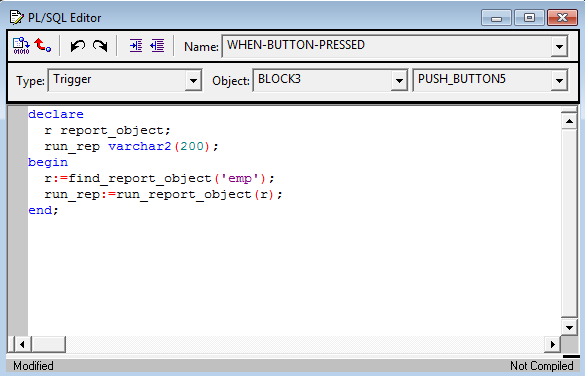 PL/SQL Editor
Name: WHEN-BUTTON-PRESSED
Type: Trigger Object: BLOCK3 PUSH_BUTTON5
declare
r report_object;
run_rep varchar2(200);
begin
r:=find_report_object('emp');
run_rep:=run_report_object(r);
end;
Modified Not Compiled